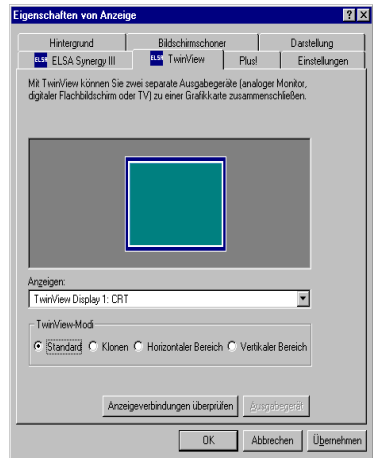 Eigenschaften von Anzeige
Hintergrund Bildschirmschoner Darstellung
ELSA ELSA Synergy III ELSA TwinView Plus! Einstellungen
Mit TwinView können Sie zwei separate Ausgabegeräte (analoger Monitor,
digitaler Flachbildschirm oder TV) zu einer Grafikkarte zusammenschließen.
Anzeigen:
TwinView Display 1: CRT
TwinView-Modi
Standard Klonen Horizontaler Bereich Vertikaler Bereich
Anzeigeverbindungen überprüfen Ausgabegerät
OK Abbrechen Übernehmen